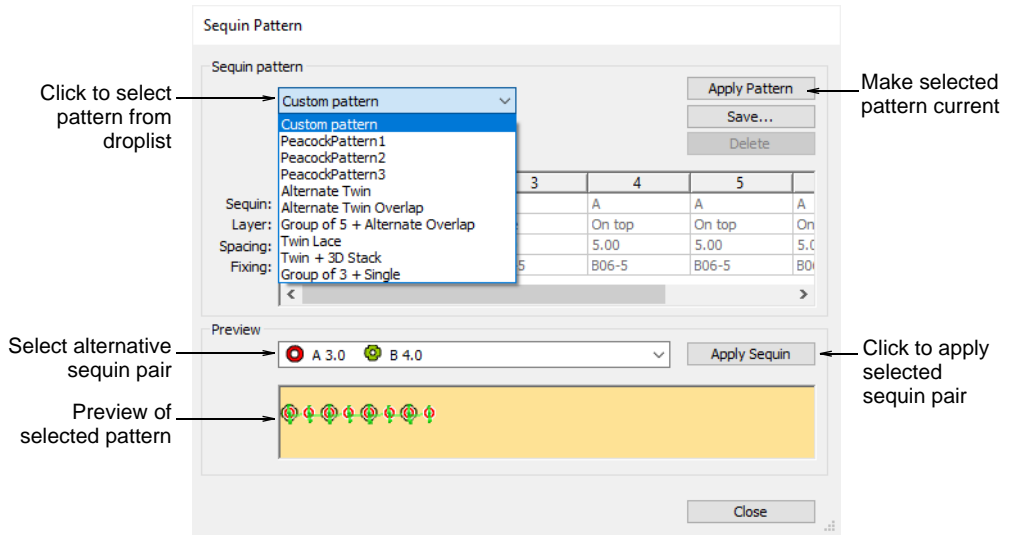 Sequin Pattern
Sequin pattern
Click to select
pattern from
droplist
Custom pattern
Apply Pattern
Make selected
pattern current
Save...
Delete
Custom pattern
PeacockPattern1
PeacockPattern2
PeacockPattern3
Alternate Twin
Alternate Twin Overlap
Group of 5 + Alternate Overlap
Twin Lace
Twin + 3D Stack
Group of 3 + Single
3 4 5
Sequin: A A A
Layer: On top On top On
Spacing: 5.00 5.00 5.0
Fixing: 5 B06-5 B06-5 B0
Preview
Select alternative
sequin pair
A 3.0 B 4.0
Apply Sequin
Click to apply
selected
sequin pair
Preview of
selected pattern
Close